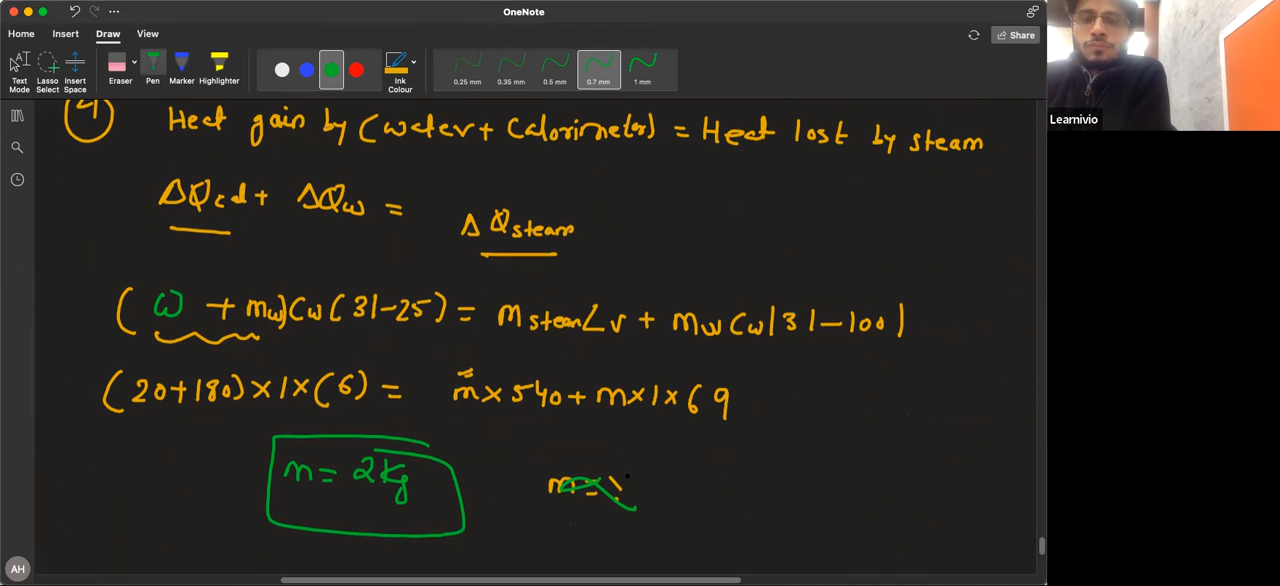 OneNote
Home Insert Draw View
Share
Text Mode
Lasso Select
Insert Space
Eraser
Pen
Marker
Highlighter
Ink Colour
0.25 mm 0.35 mm 0.5 mm 0.7 mm 1 mm
Learnivio
4 Heat gain by (water + Calorimeter) = Heat lost by steam
ΔQcal + ΔQw = ΔQsteam
(ω + mw)Cw(31-25) = msteamLv + mwCw|31-100|
(20+180)×1×(6) = m×540+m×1×69
m = 2Kg
m =
AH